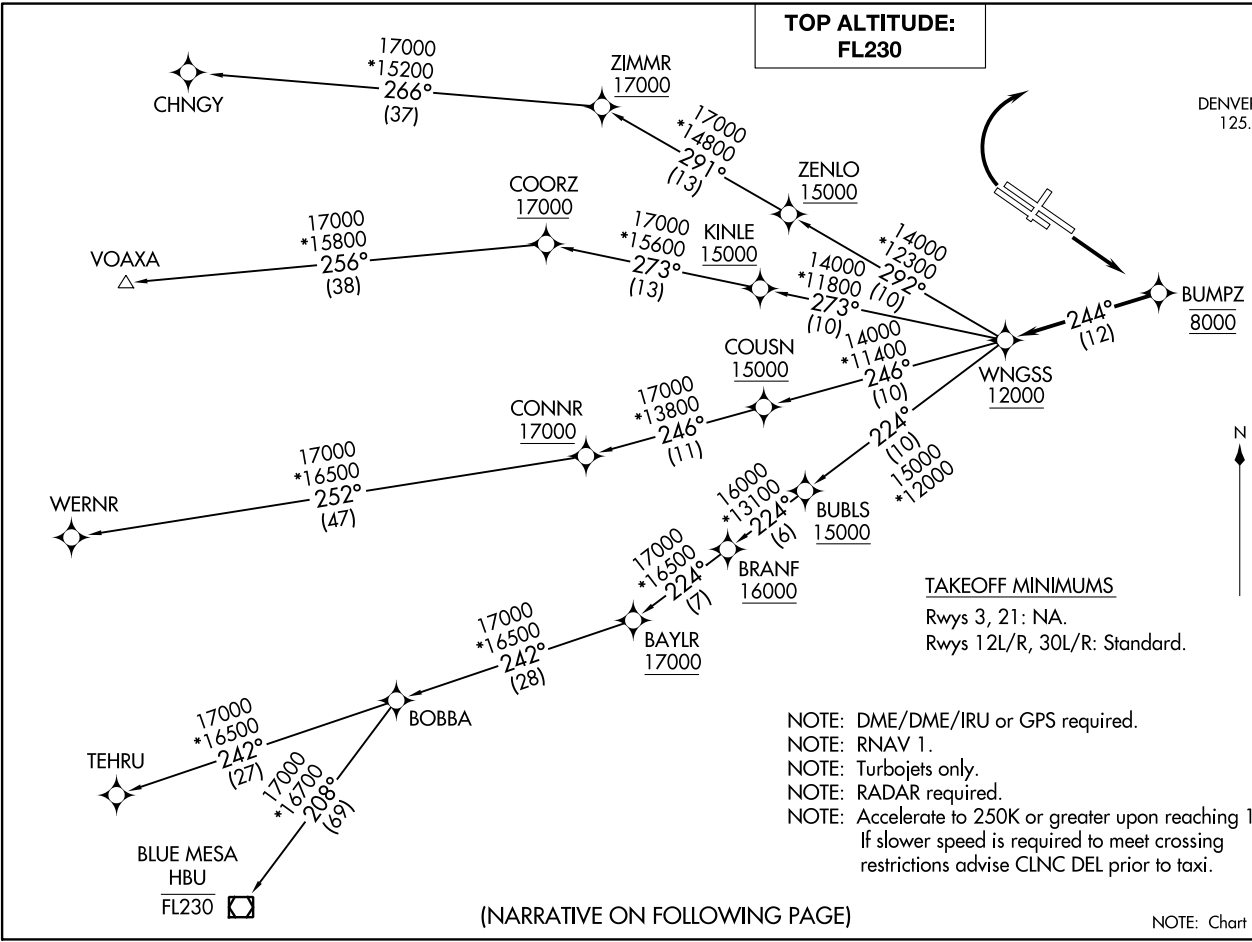 TOP ALTITUDE:
FL230
17000
*15200
266°
(37)
CHNGY
ZIMMR
17000
DENVER
125.
17000
*14800
291°
(13)
ZENLO
15000
COORZ
17000
17000
*15800
256°
(38)
VOAXA
17000
*15600
273°
(13)
KINLE
15000
14000
*12300
292°
(10)
14000
*11800
273°
(10)
BUMPZ
8000
244°
(12)
WNGSS
12000
COUSN
15000
14000
*11400
246°
(10)
17000
*13800
246°
(11)
CONNR
17000
17000
*16500
252°
(47)
WERNR
224°
(10)
15000
*12000
N
BUBLS
15000
16000
*13100
224°
(6)
BRANF
16000
17000
*16500
224°
(7)
BAYLR
17000
17000
*16500
242°
(28)
BOBBA
17000
*16500
242°
(27)
TEHRU
17000
*16700
208°
(69)
BLUE MESA
HBU
FL230
TAKEOFF MINIMUMS
Rwys 3, 21: NA.
Rwys 12L/R, 30L/R: Standard.
NOTE: DME/DME/IRU or GPS required.
NOTE: RNAV 1.
NOTE: Turbojets only.
NOTE: RADAR required.
NOTE: Accelerate to 250K or greater upon reaching 1
If slower speed is required to meet crossing
restrictions advise CLNC DEL prior to taxi.
(NARRATIVE ON FOLLOWING PAGE)
NOTE: Chart